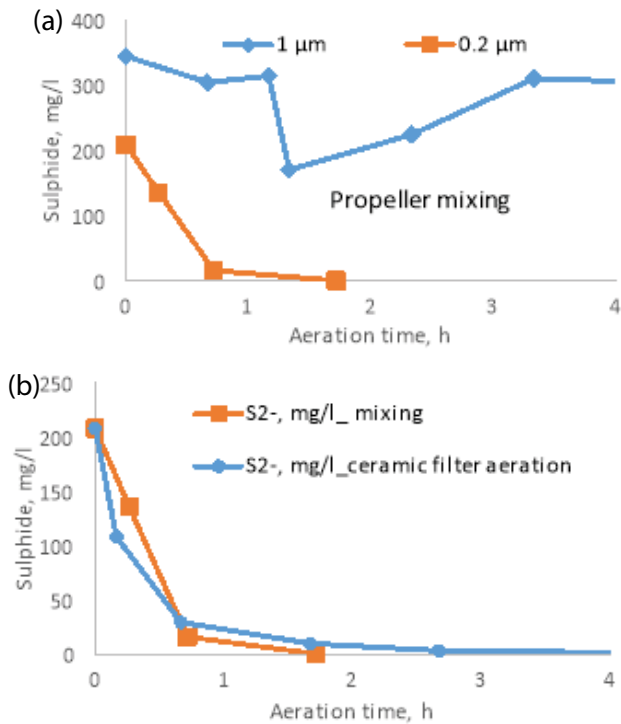 (a)
400
1 µm
0.2 µm
300
200
100
0
Sulphide, mg/l
Propeller mixing
0 1 2 3 4
Aeration time, h
(b)
250
S2-, mg/l_ mixing
200
S2-, mg/l_ceramic filter aeration
150
100
50
0
Sulphide, mg/l
0 1 2 3 4
Aeration time, h